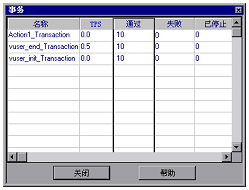 事务
名称 TPS 通过 失败 已停止
Action1_Transaction 0.0 10 0 0
vuser_end_Transaction 0.5 10 0 0
vuser_init_Transaction 0.0 10 0 0
关闭 帮助